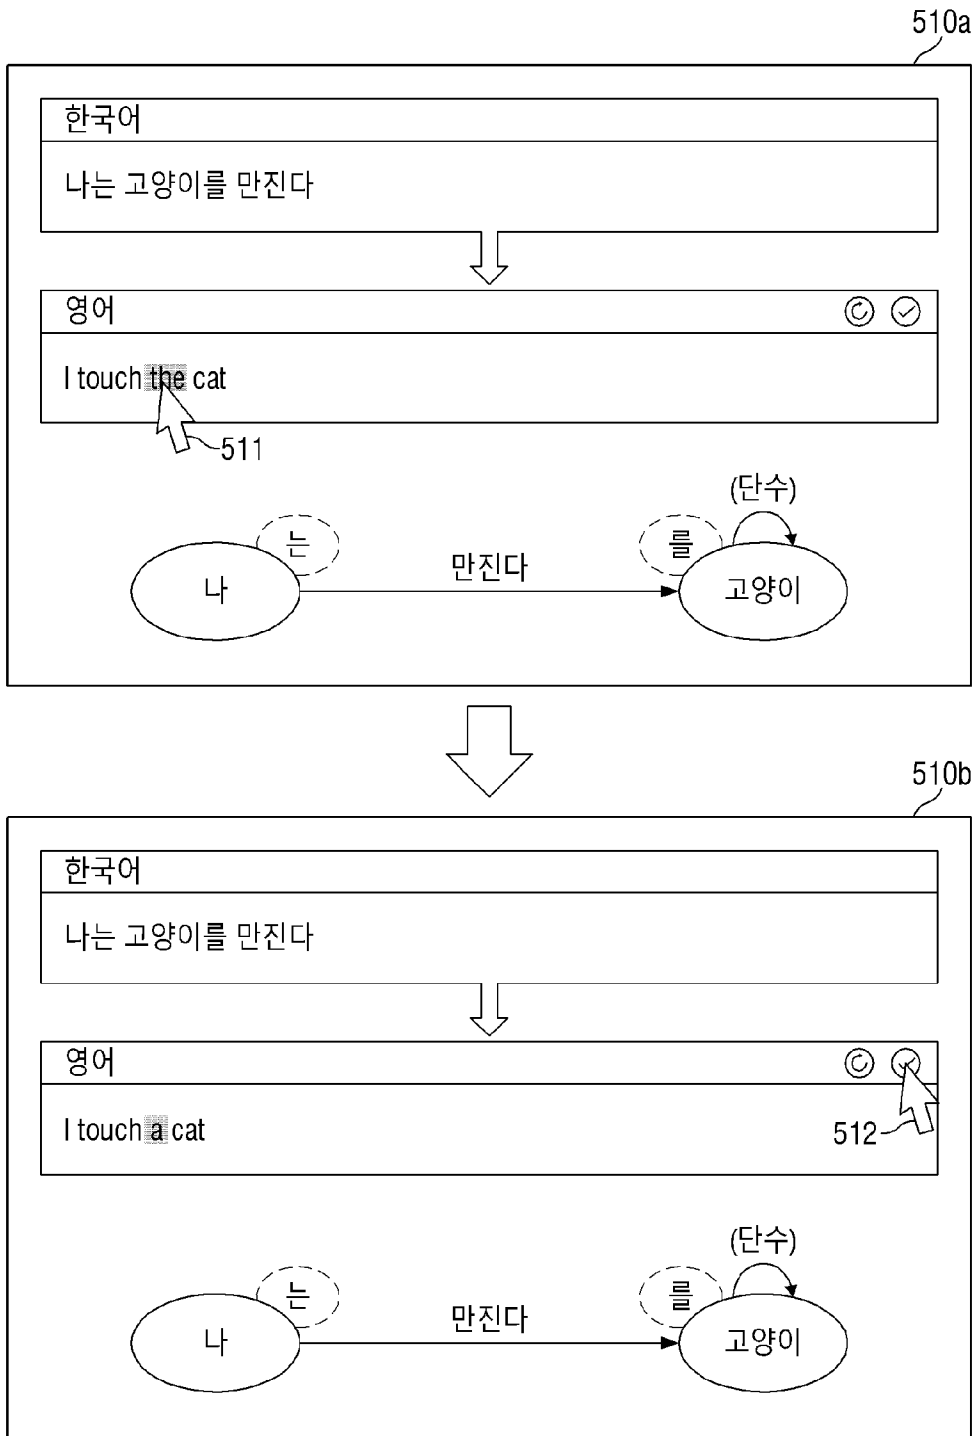 510a
한국어
나는 고양이를 만진다
영어
I touch the cat
511
(단수)
는
를
만진다
나
고양이
510b
한국어
나는 고양이를 만진다
영어
I touch a cat
512
(단수)
는
를
만진다
나
고양이